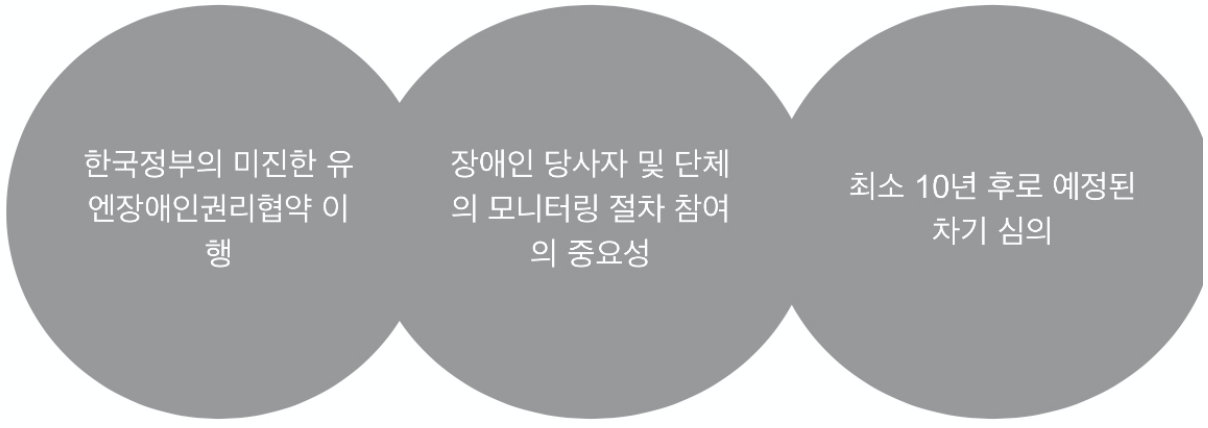 한국정부의 미진한 유
엔장애인권리협약 이
행
장애인 당사자 및 단체
의 모니터링 절차 참여
의 중요성
최소 10년 후로 예정된
차기 심의